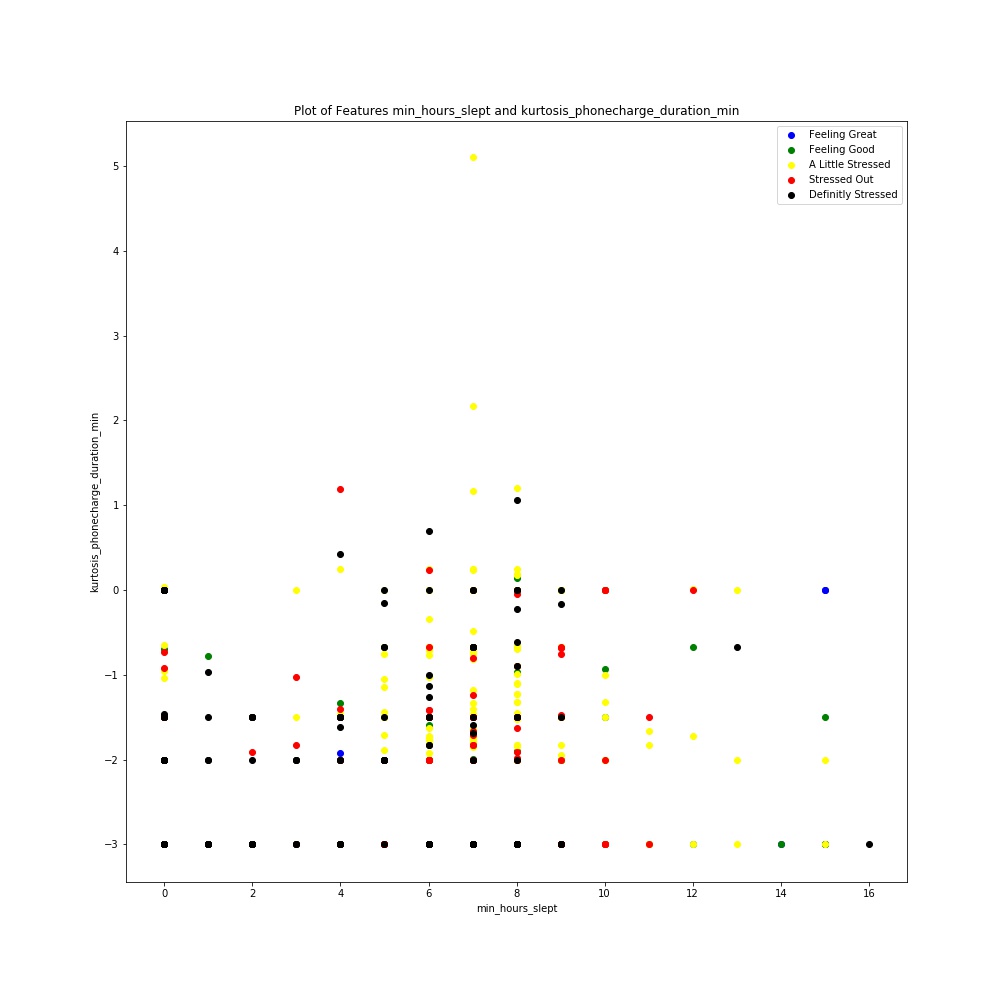 Plot of Features min_hours_slept and kurtosis_phonecharge_duration_min
Feeling Great
Feeling Good
A Little Stressed
Stressed Out
Definitly Stressed
kurtosis_phonecharge_duration_min
5
4
3
2
1
0
−1
−2
−3
0 2 4 6 8 10 12 14 16
min_hours_slept